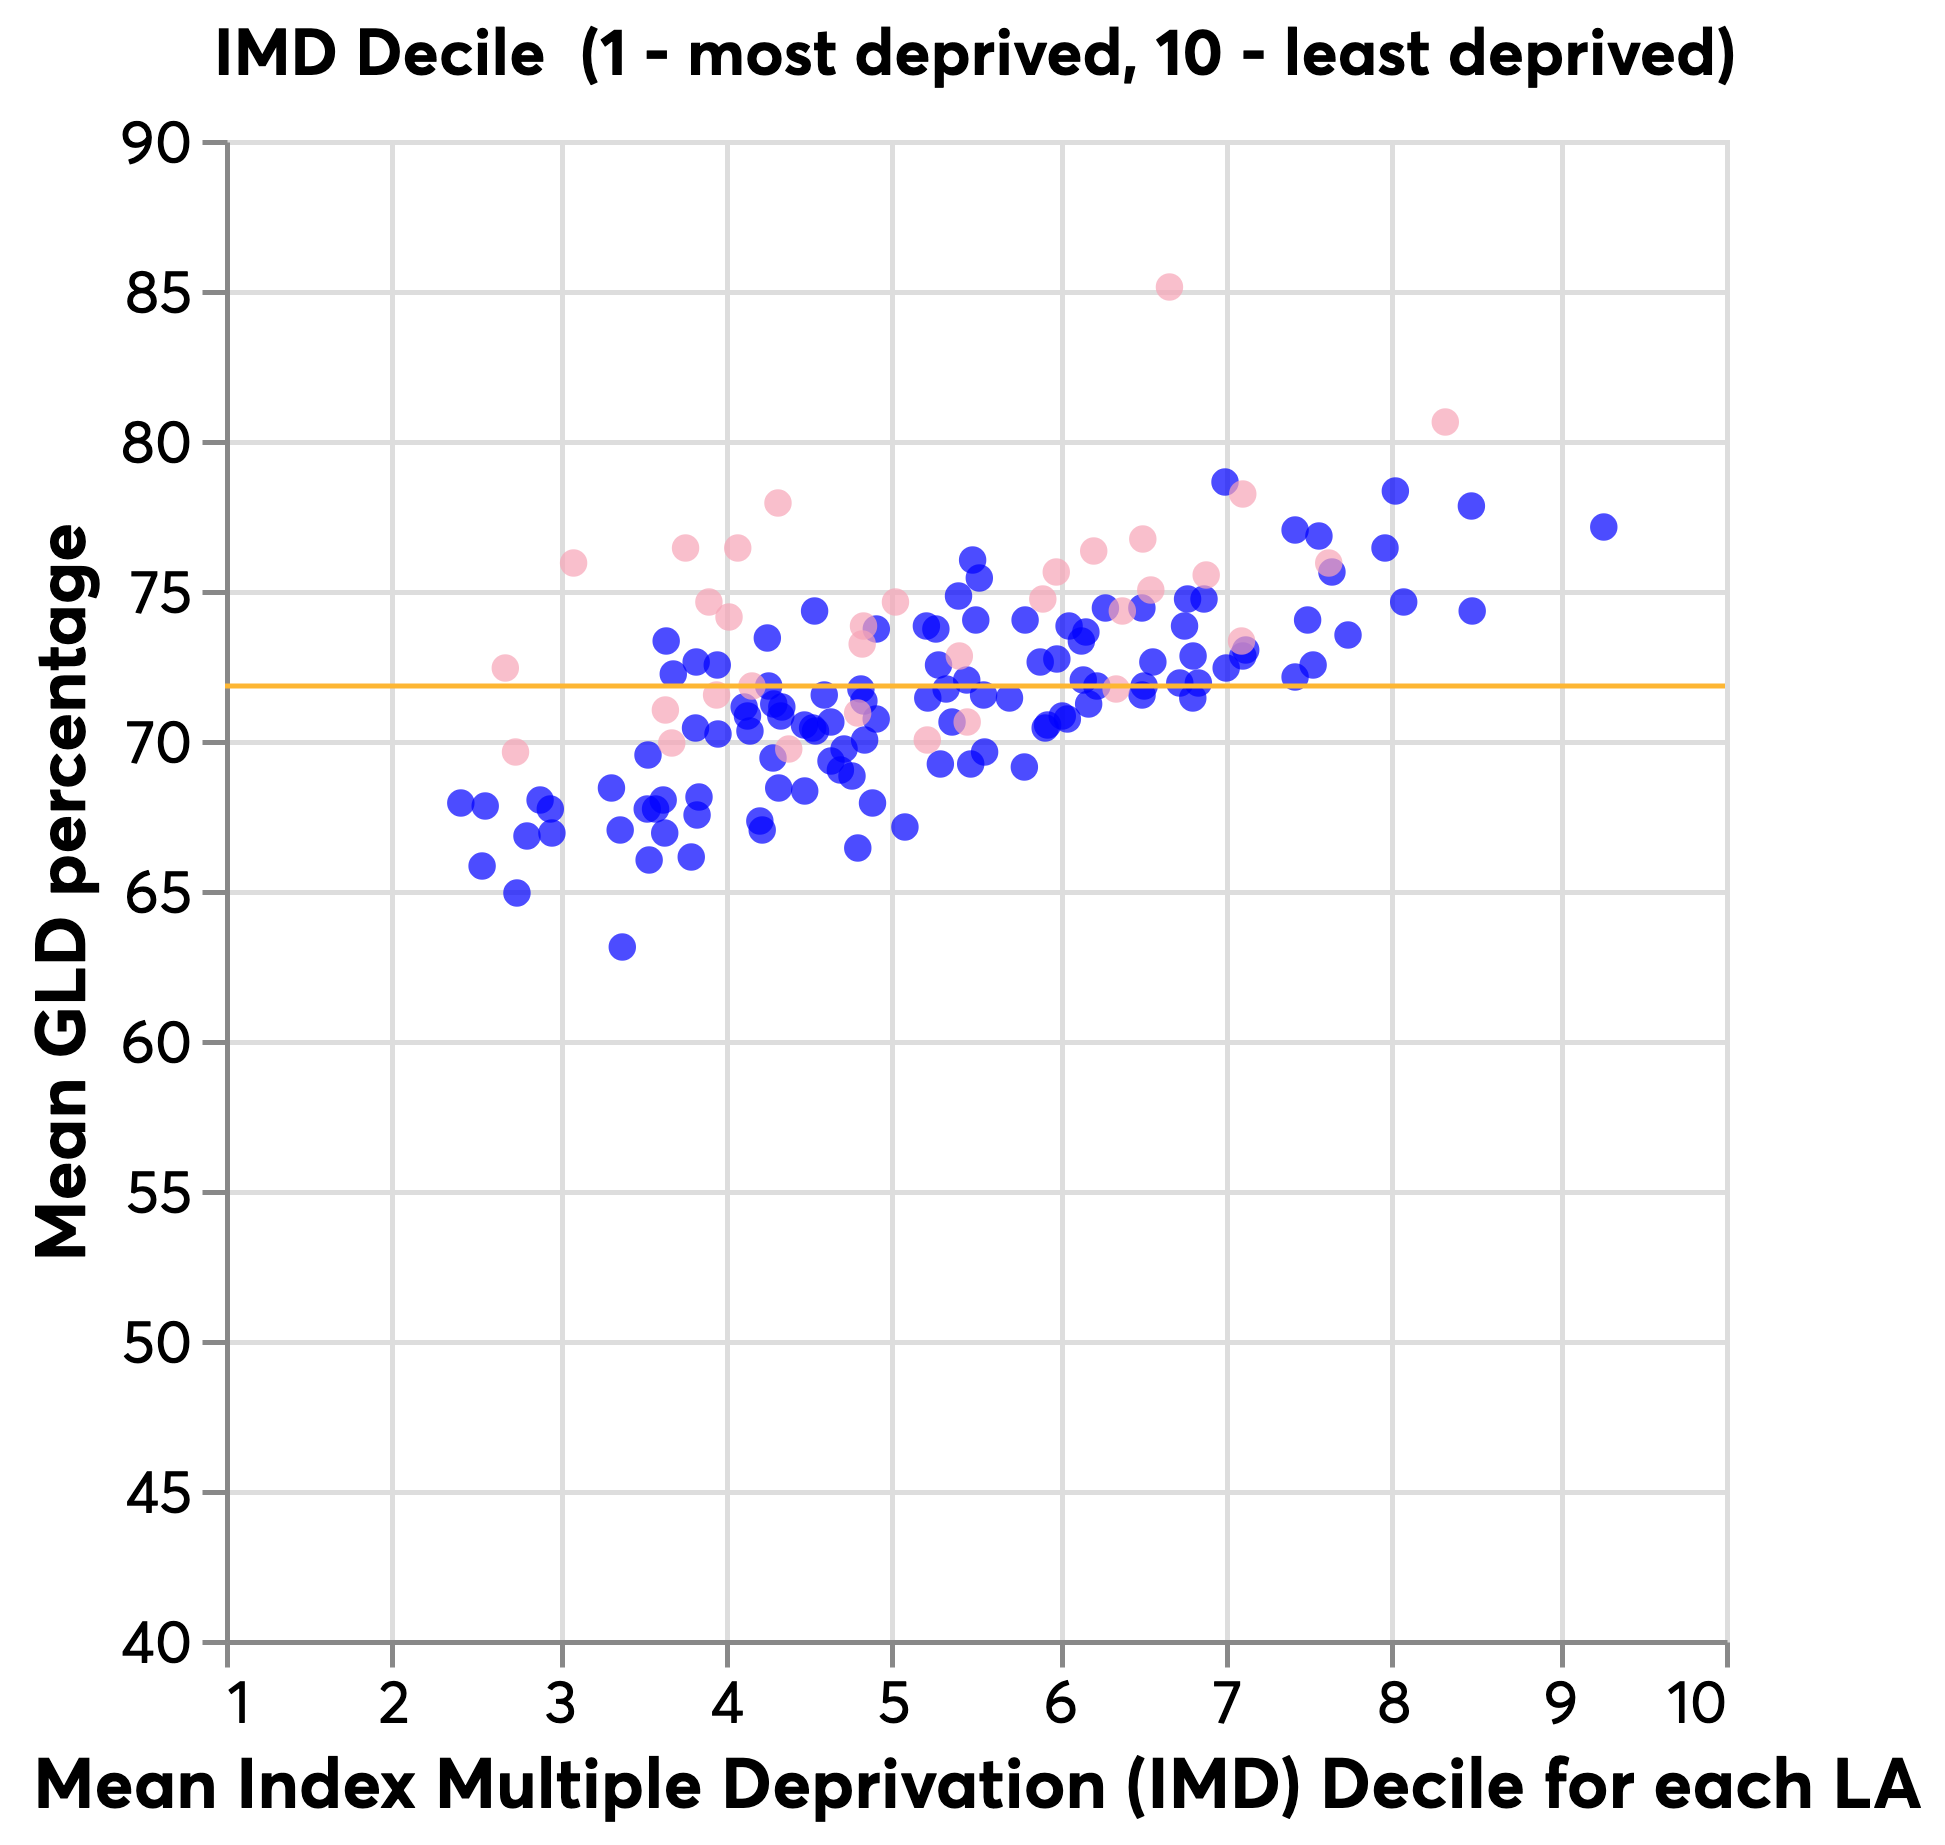 IMD Decile (1 - most deprived, 10 - least deprived)
90
85
80
75
70
65
60
55
50
45
40
Mean GLD percentage
1 2 3 4 5 6 7 8 9 10
Mean Index Multiple Deprivation (IMD) Decile for each LA